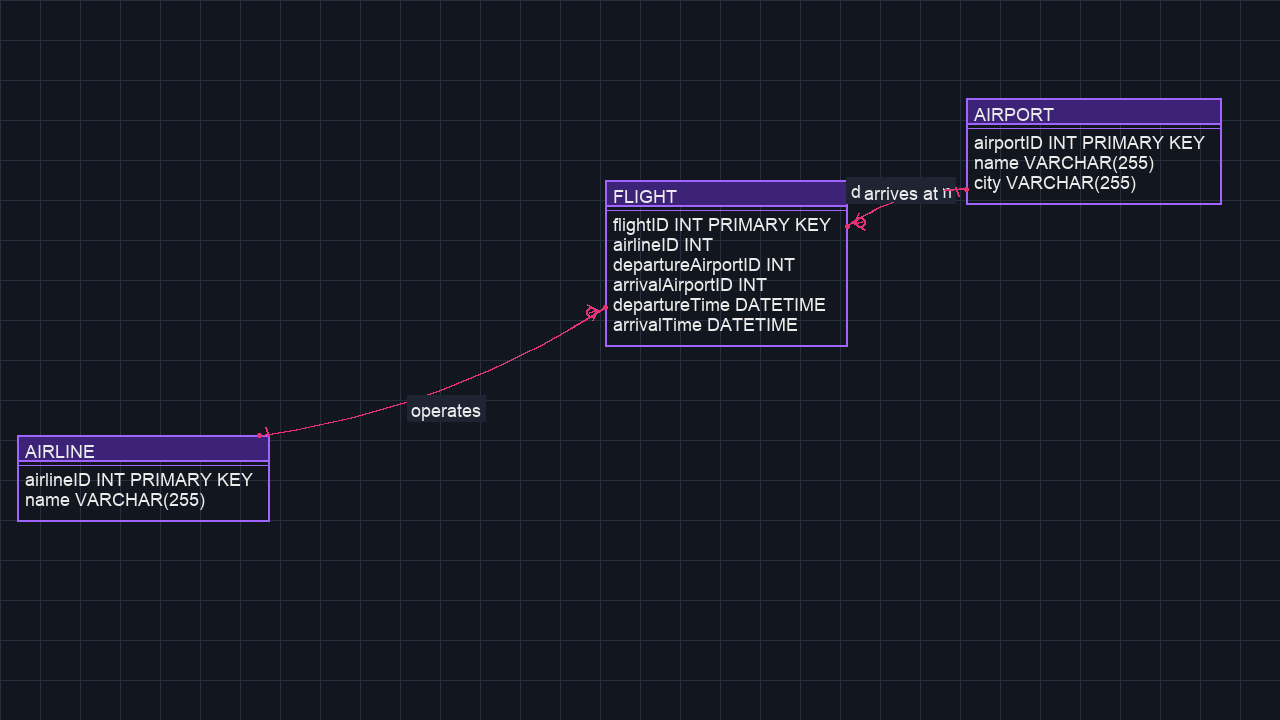 AIRPORT
airportID INT PRIMARY KEY
name VARCHAR(255)
city VARCHAR(255)
FLIGHT
flightID INT PRIMARY KEY
airlineID INT
departureAirportID INT
arrivalAirportID INT
departureTime DATETIME
arrivalTime DATETIME
arrives at
operates
AIRLINE
airlineID INT PRIMARY KEY
name VARCHAR(255)